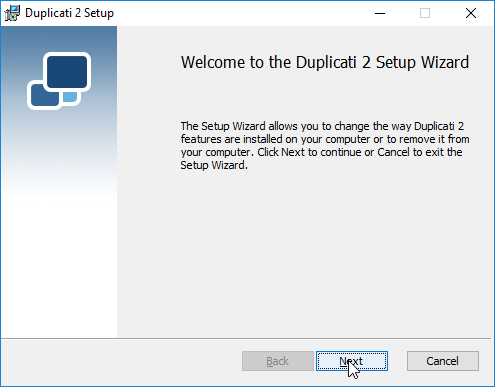 Duplicati 2 Setup
Welcome to the Duplicati 2 Setup Wizard
The Setup Wizard allows you to change the way Duplicati 2
features are installed on your computer or to remove it from
your computer. Click Next to continue or Cancel to exit the
Setup Wizard.
Back Next Cancel